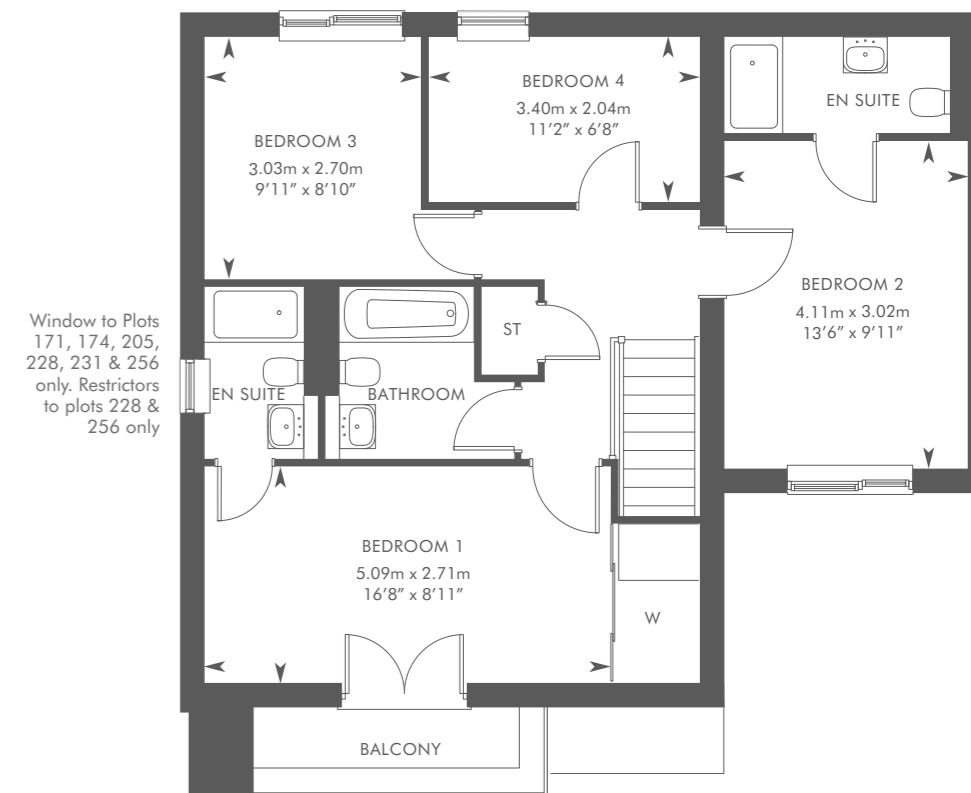 BEDROOM 4
3.40m x 2.04m
11’2” x 6’8”
EN SUITE
BEDROOM 3
3.03m x 2.70m
9’11” x 8’10”
BEDROOM 2
4.11m x 3.02m
13’6” x 9’11”
Window to Plots
171, 174, 205,
228, 231 & 256
only. Restrictors
to plots 228 &
256 only
ST
EN SUITE
BATHROOM
BEDROOM 1
5.09m x 2.71m
16’8” x 8’11”
W
BALCONY